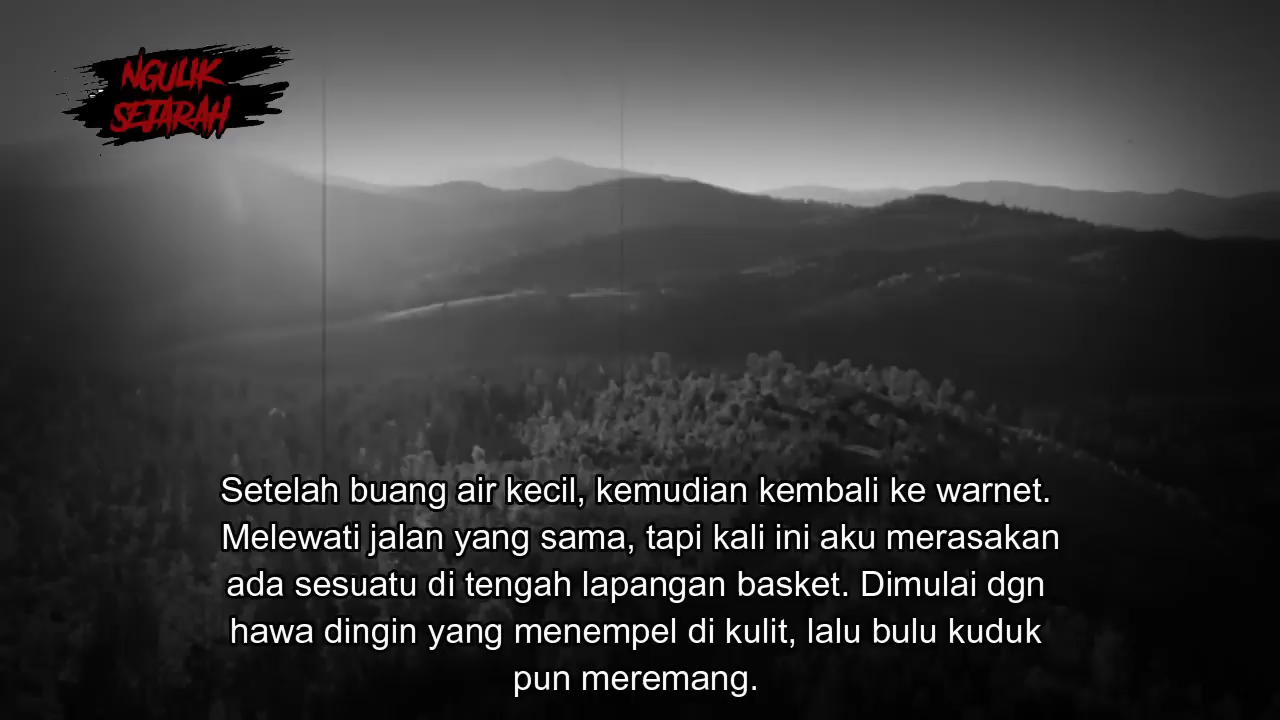 NGULIK
SEJARAH
Setelah buang air kecil, kemudian kembali ke warnet.
Melewati jalan yang sama, tapi kali ini aku merasakan
ada sesuatu di tengah lapangan basket. Dimulai dgn
hawa dingin yang menempel di kulit, lalu bulu kuduk
pun meremang.